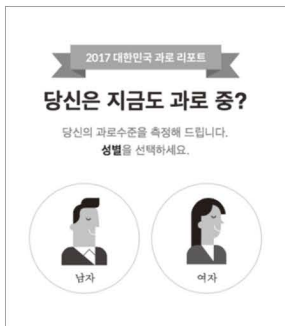 2017 대한민국 과로 리포트
당신은 지금도 과로 중?
당신의 과로수준을 측정해 드립니다.
성별을 선택하세요.
남자
여자